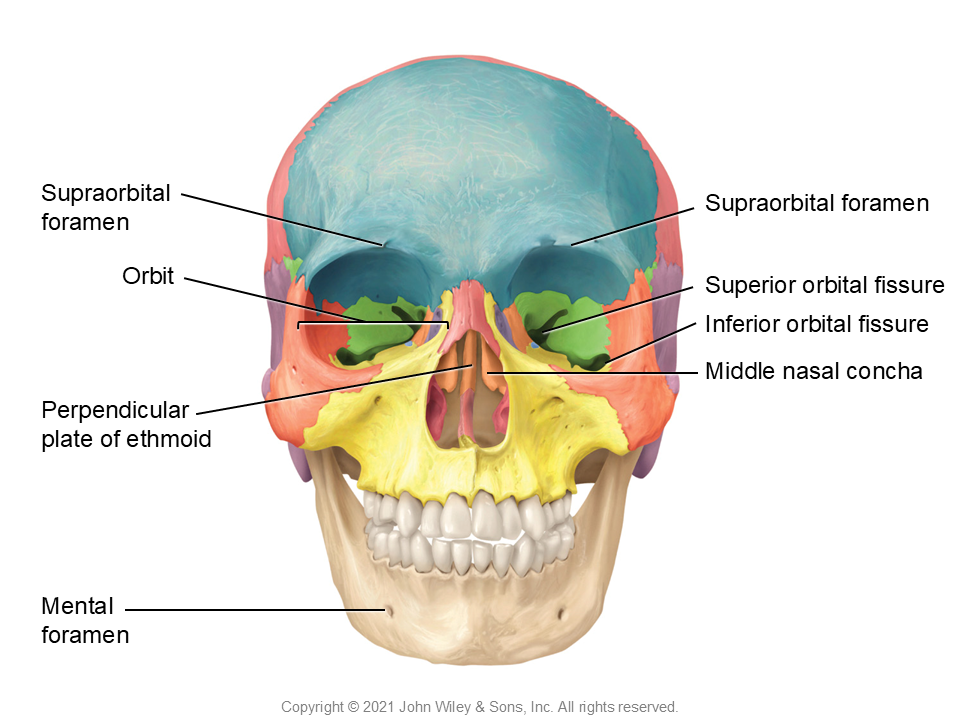 Supraorbital
foramen
Supraorbital foramen
Orbit
Superior orbital fissure
Inferior orbital fissure
Middle nasal concha
Perpendicular
plate of ethmoid
Mental
foramen
Copyright © 2021 John Wiley & Sons, Inc. All rights reserved.